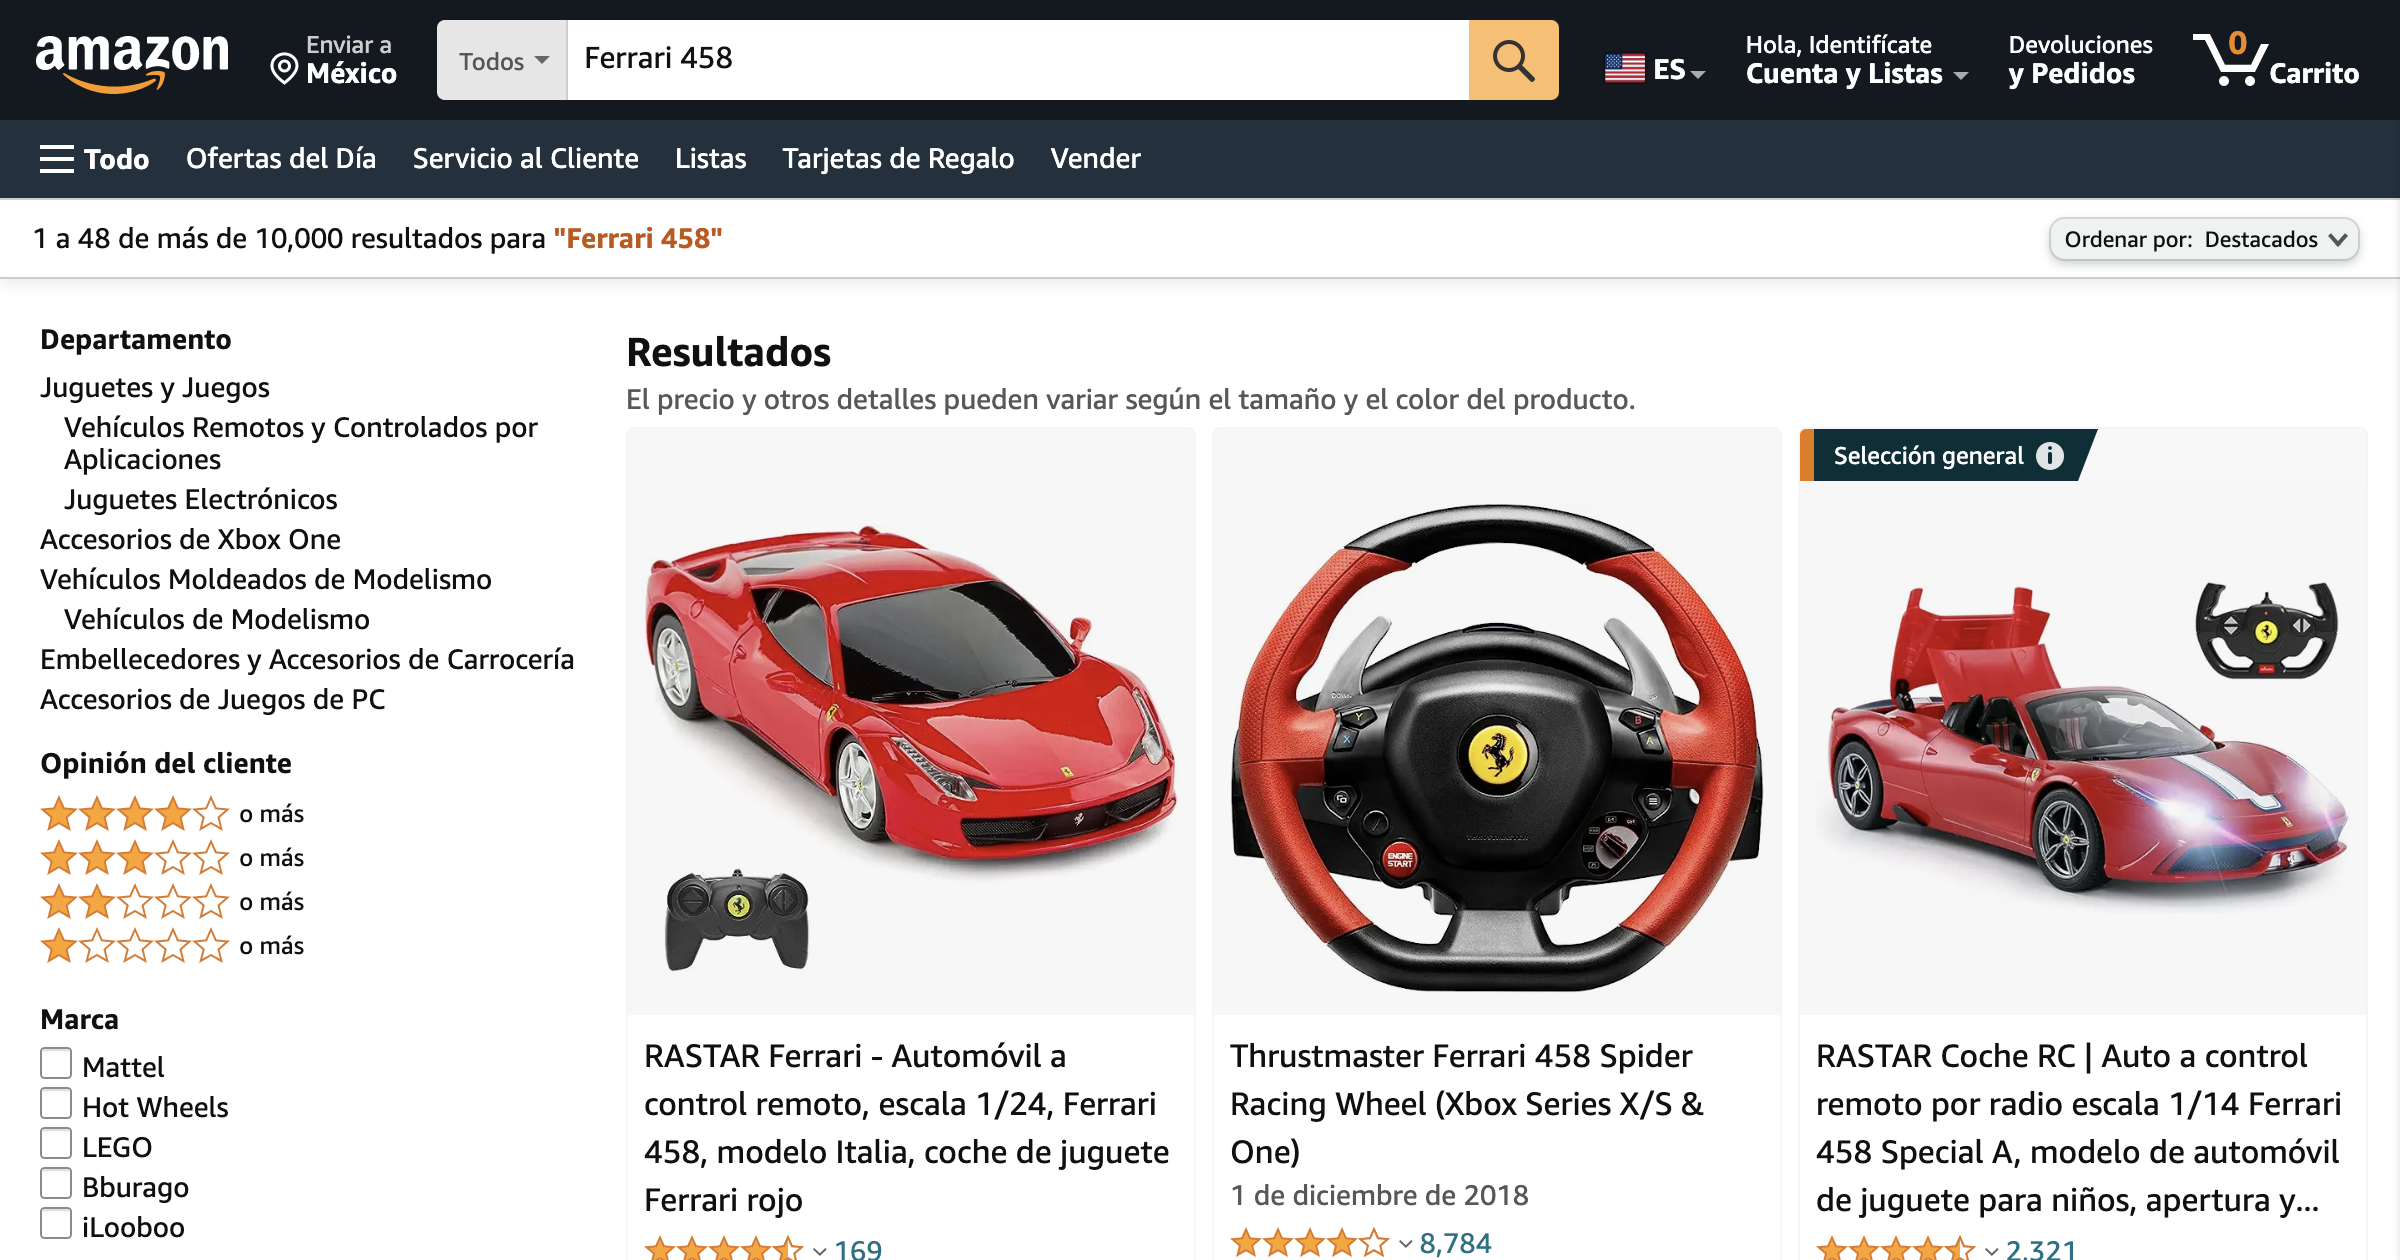 amazon
Enviar a
México
Todos
Ferrari 458
ES
Hola, Identifícate
Cuenta y Listas
Devoluciones
y Pedidos
0
Carrito
Todo
Ofertas del Día
Servicio al Cliente
Listas
Tarjetas de Regalo
Vender
1 a 48 de más de 10,000 resultados para "Ferrari 458"
Ordenar por: Destacados
Departamento
Juguetes y Juegos
Vehículos Remotos y Controlados por
Aplicaciones
Juguetes Electrónicos
Accesorios de Xbox One
Vehículos Moldeados de Modelismo
Vehículos de Modelismo
Embellecedores y Accesorios de Carrocería
Accesorios de Juegos de PC
Opinión del cliente
o más
o más
o más
o más
Marca
Mattel
Hot Wheels
LEGO
Bburago
iLooboo
Resultados
El precio y otros detalles pueden variar según el tamaño y el color del producto.
RASTAR Ferrari - Automóvil a
control remoto, escala 1/24, Ferrari
458, modelo Italia, coche de juguete
Ferrari rojo
169
DOWN
Y
X
B
A
ENGINE
START
THRUSTMASTER
Thrustmaster Ferrari 458 Spider
Racing Wheel (Xbox Series X/S &
One)
1 de diciembre de 2018
8,784
Selección general
RASTAR Coche RC | Auto a control
remoto por radio escala 1/14 Ferrari
458 Special A, modelo de automóvil
de juguete para niños, apertura y...
2,321